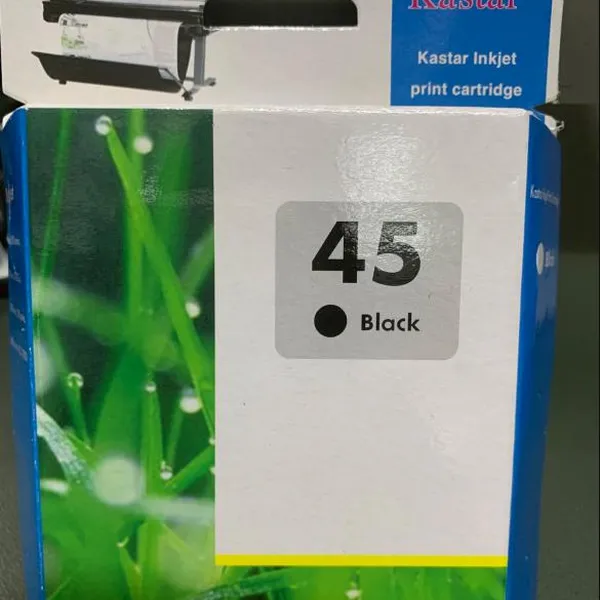 Kastar
Kastar Inkjet
print cartridge
45
Black